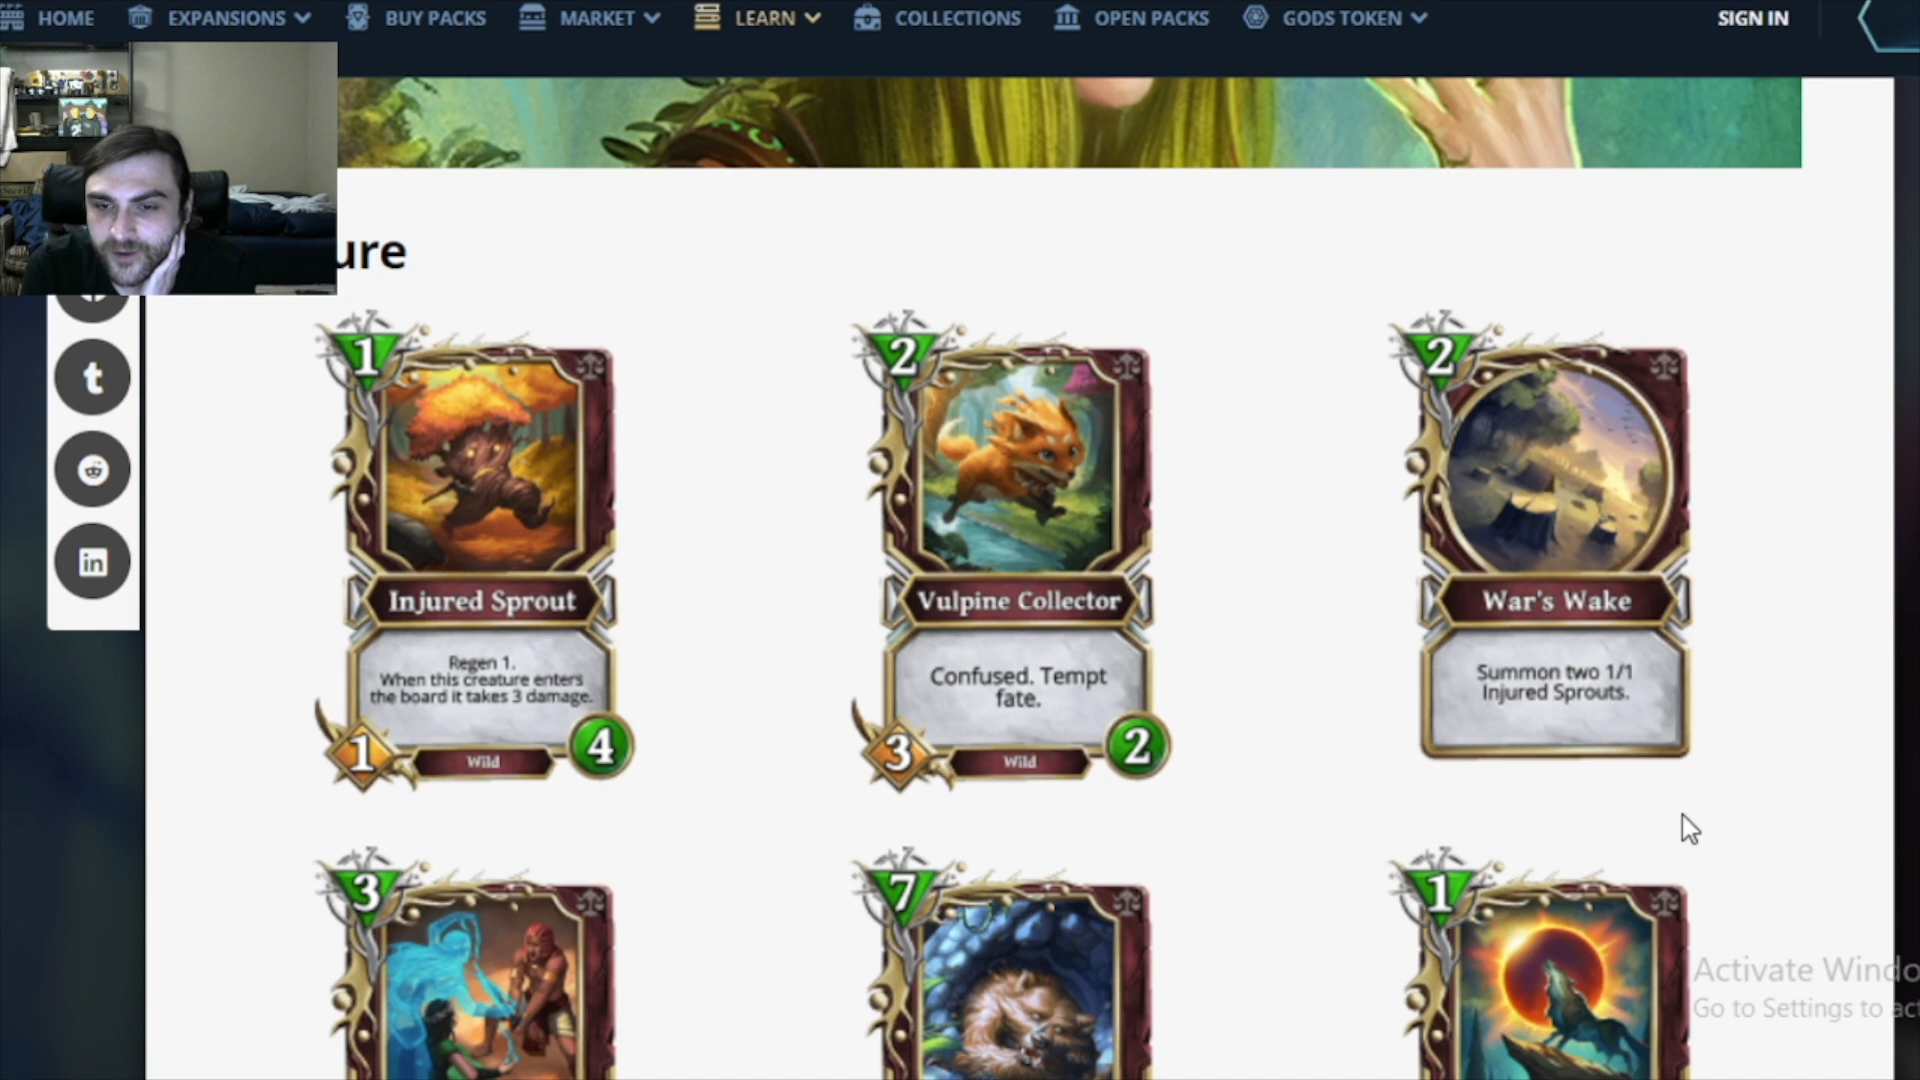 HOME
EXPANSIONS
BUY PACKS
MARKET
LEARN
COLLECTIONS
OPEN PACKS
GODS TOKEN
SIGN IN
ure
1
2
2
Injured Sprout
Vulpine Collector
War's Wake
Regen 1.
When this creature enters
the board it takes 3 damage.
Confused. Tempt
fate.
Summon two 1/1
Injured Sprouts.
1
Wild
4
3
Wild
2
3
7
1
Activate Windo
Go to Settings to act